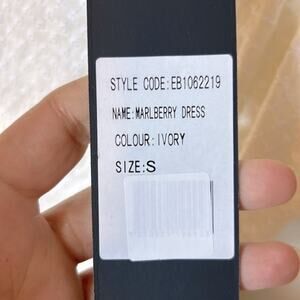 STYLE CODE:EB1062219
NAME:MARLBERRY DRESS
COLOUR:IVORY
SIZE:S